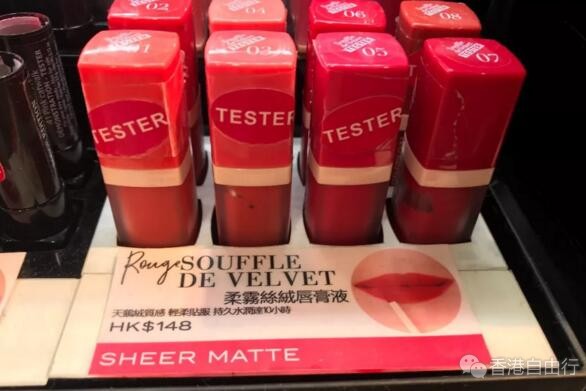 02
04
06
08
01
03
05
07
TESTER
TESTER
TESTER
Rouge SOUFFLE
DE VELVET
柔霧絲絨唇膏液
天鵝絨質感 輕柔貼服 持久水潤達10小時
HK$148
SHEER MATTE
香港自由行